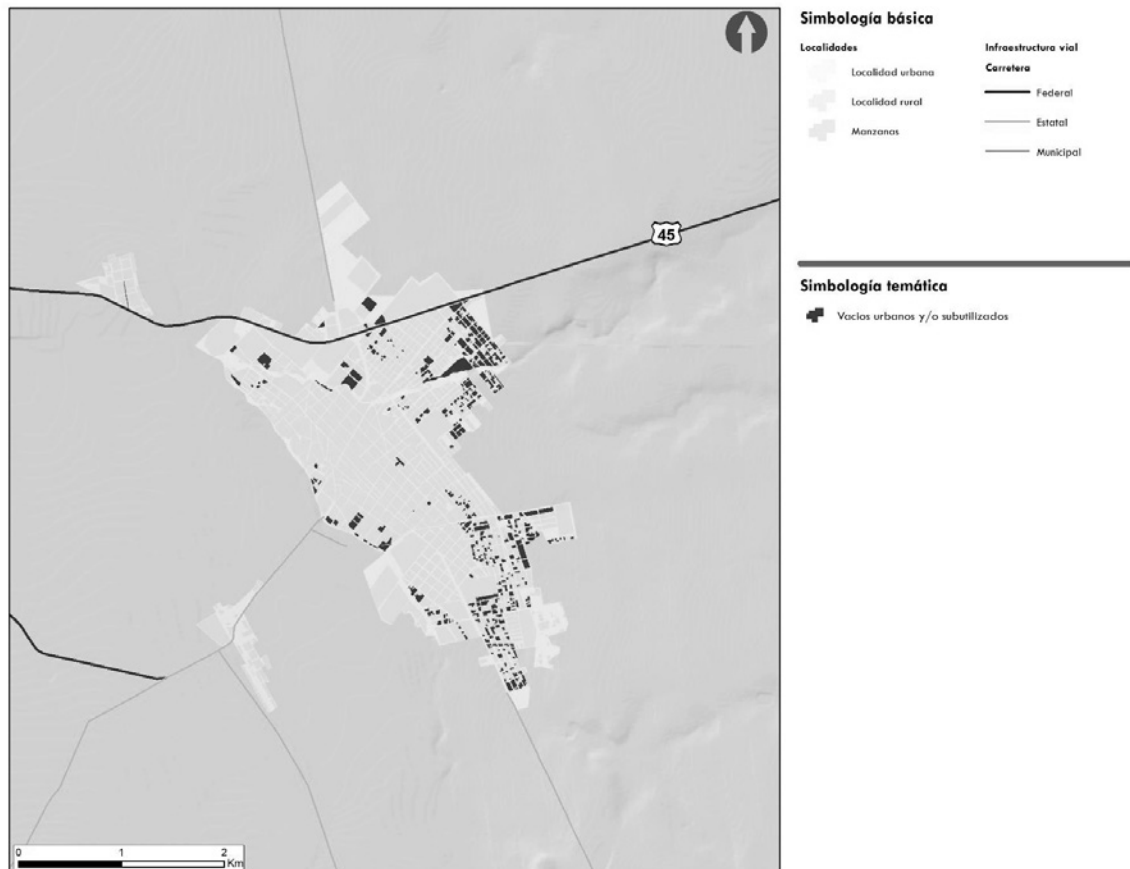 Simbología básica
Localidades
Localidad urbana
Localidad rural
Manzanas
Infraestructura vial
Carretera
Federal
Estatal
Municipal
Simbología temática
Vacios urbanos y/o subutilizados
45
0 1 2
Km